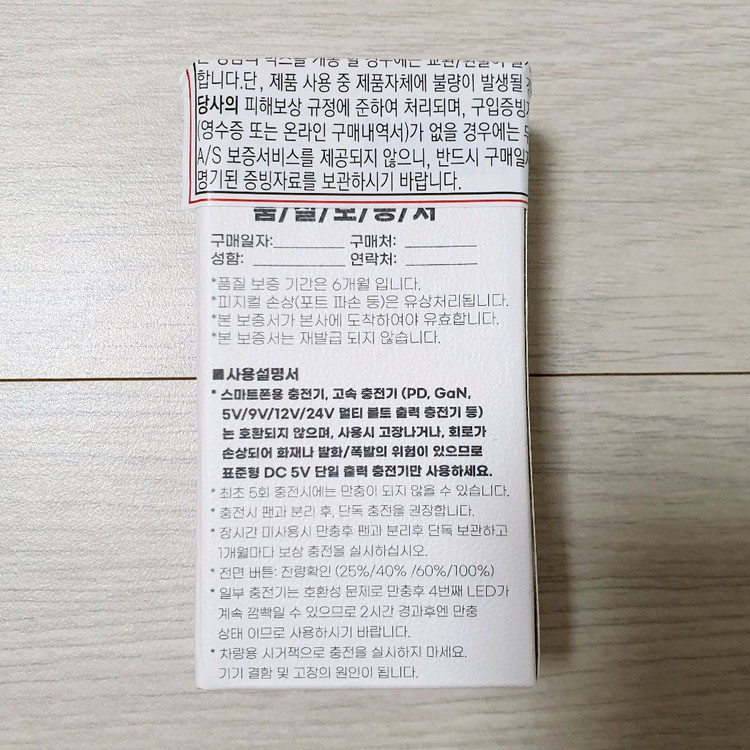 합니다.단, 제품 사용 중 제품자체에 불량이 발생될
당사의 피해보상 규정에 준하여 처리되며, 구입증빙
(영수증 또는 온라인 구매내역서)가 없을 경우에는
A/S 보증서비스를 제공되지 않으니, 반드시 구매일
명기된 증빙자료를 보관하시기 바랍니다.
품/질/보/증/서
구매일자: 구매처:
성함: 연락처:
*품질 보증 기간은 6개월 입니다.
*피지컬 손상(포트 파손 등)은 유상처리됩니다.
*본 보증서가 본사에 도착하여야 유효합니다.
*본 보증서는 재발급 되지 않습니다.
■사용설명서
* 스마트폰용 충전기, 고속 충전기 (PD, GaN,
5V/9V/12V/24V 멀티 볼트 출력 충전기 등)
는 호환되지 않으며, 사용시 고장나거나, 회로가
손상되어 화재나 발화/폭발의 위험이 있으므로
표준형 DC 5V 단일 출력 충전기만 사용하세요.
* 최초 5회 충전시에는 만충이 되지 않을 수 있습니다.
* 충전시 팬과 분리 후, 단독 충전을 권장합니다.
* 장시간 미사용시 만충후 팬과 분리후 단독 보관하고
1개월마다 보상 충전을 실시하십시오.
* 전면 버튼: 잔량확인 (25%/40% /60%/100%)
* 일부 충전기는 호환성 문제로 만충후 4번째 LED가
계속 깜빡일 수 있으므로 2시간 경과후엔 만충
상태 이므로 사용하시기 바랍니다.
* 차량용 시거잭으로 충전을 실시하지 마세요.
기기 결함 및 고장의 원인이 됩니다.